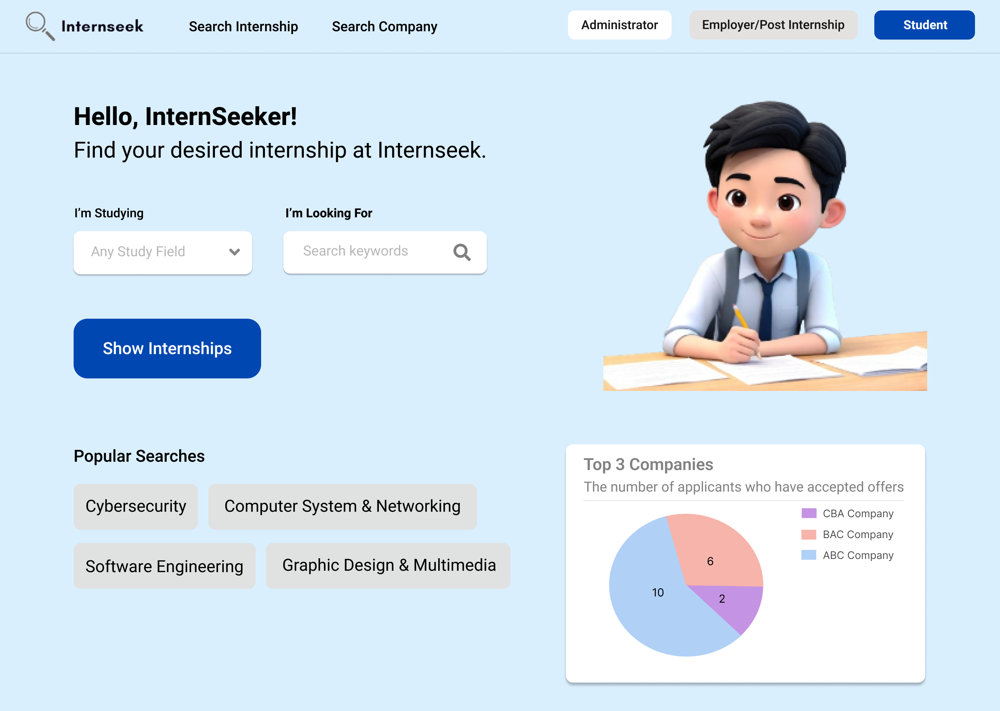 Internseek
Search Internship
Search Company
Administrator
Employer/Post Internship
Student
Hello, InternSeeker!
Find your desired internship at Internseek.
I’m Studying
I’m Looking For
Any Study Field
Search keywords
Show Internships
Popular Searches
Cybersecurity
Computer System & Networking
Software Engineering
Graphic Design & Multimedia
Top 3 Companies
The number of applicants who have accepted offers
CBA Company
BAC Company
ABC Company
6
10
2